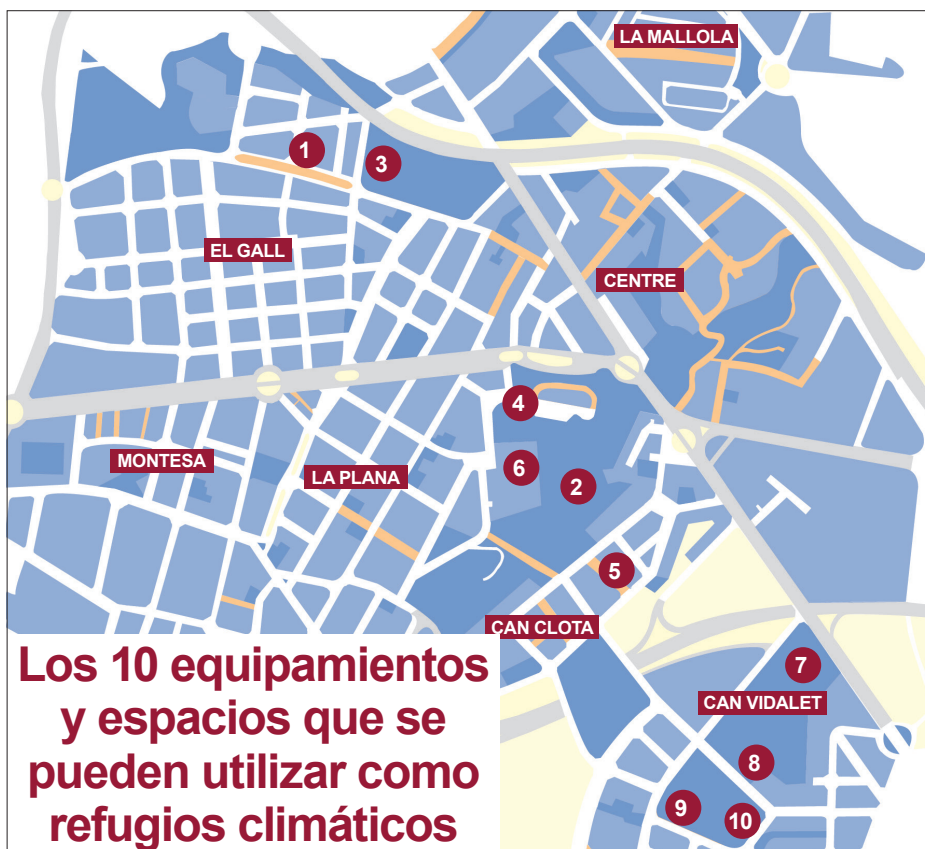 LA MALLOLA
1
3
EL GALL
CENTRE
4
MONTESA
LA PLANA
6
2
5
CAN CLOTA
Los 10 equipamientos
y espacios que se
pueden utilizar como
refugios climáticos
7
CAN VIDALET
8
9
10